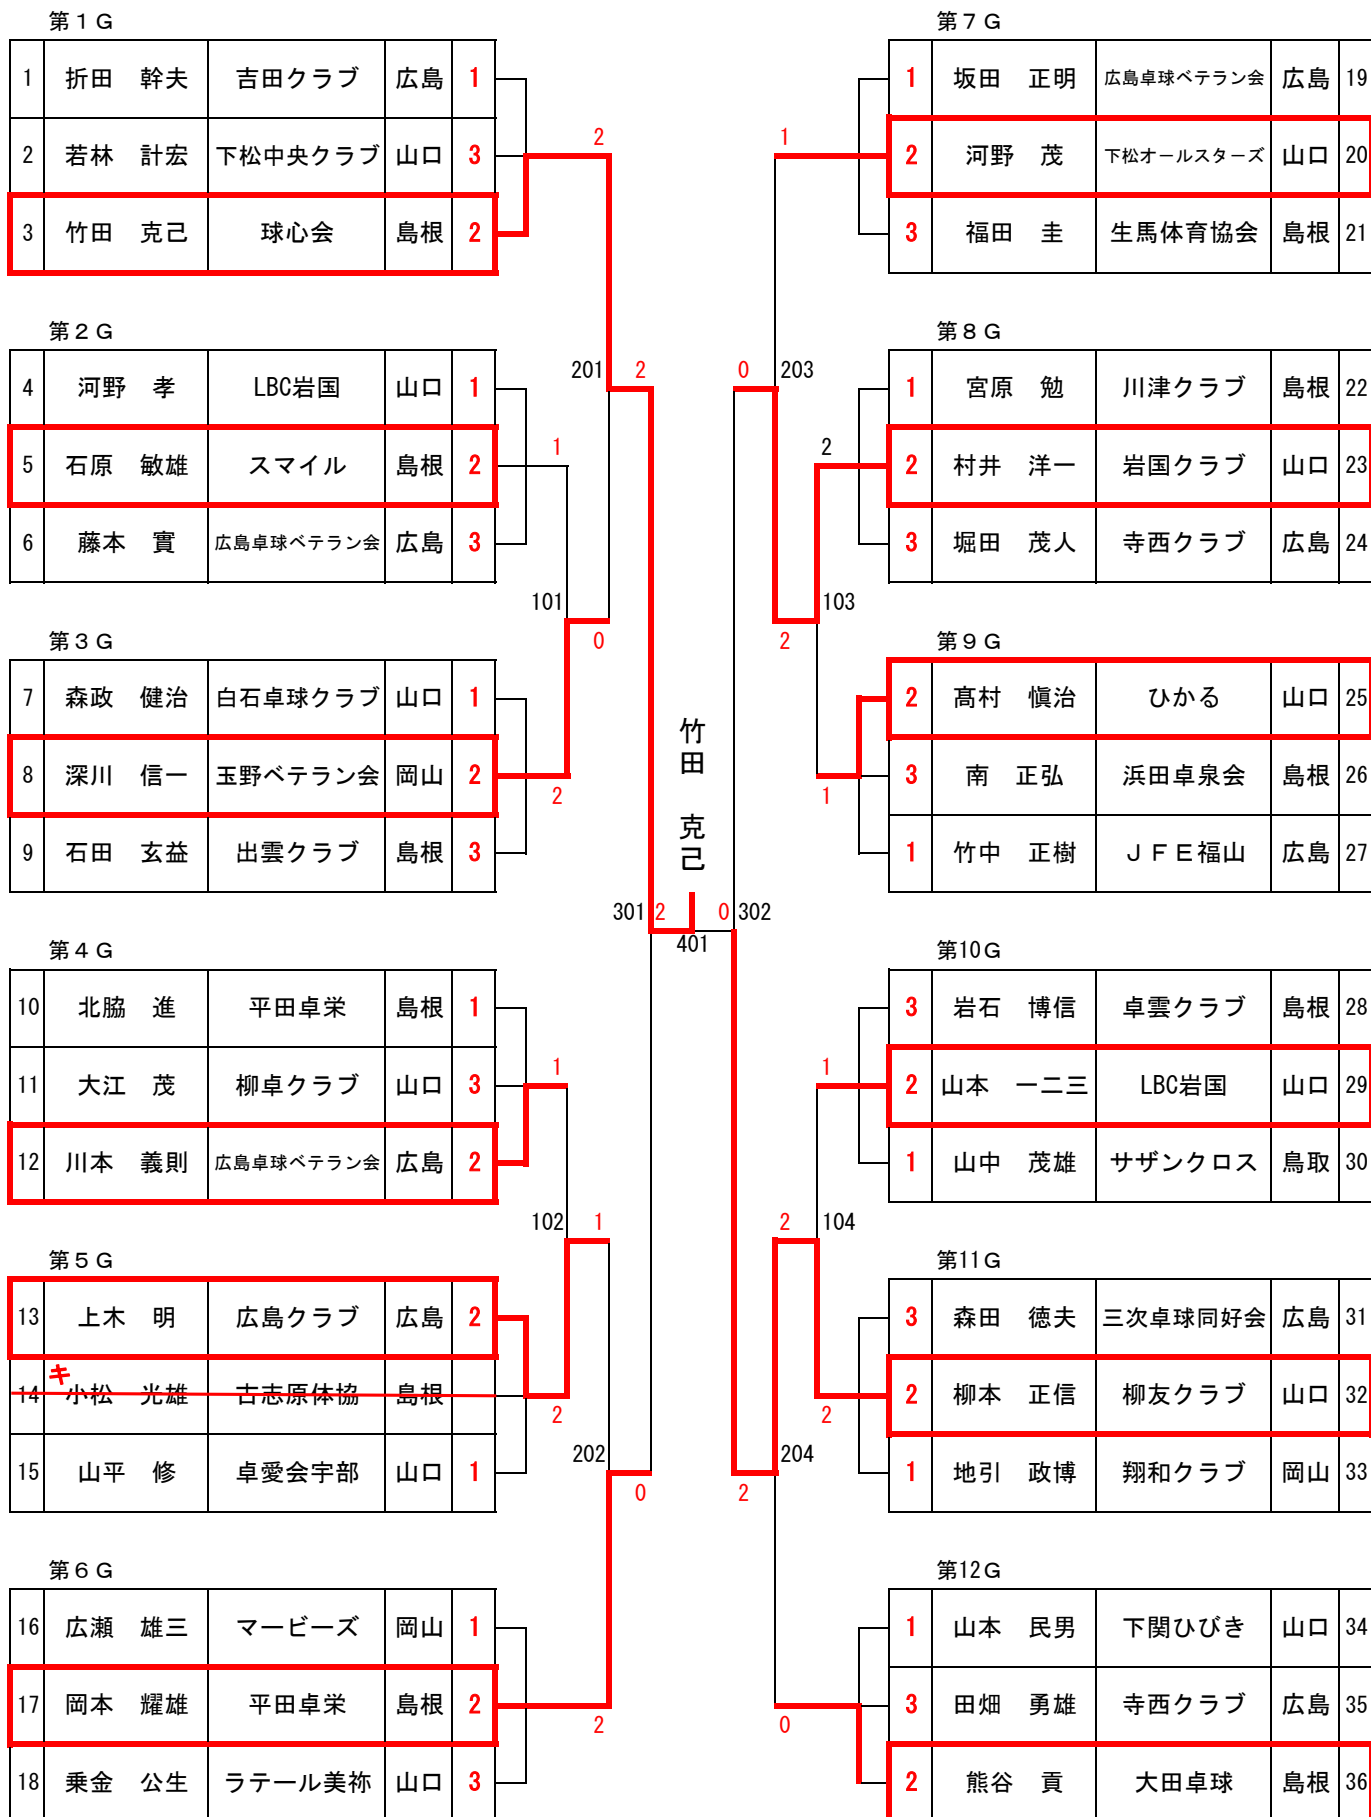 第１Ｇ
1 折田　幹夫 吉田クラブ 広島 1
2 若林　計宏 下松中央クラブ 山口 3
3 竹田　克己 球心会 島根 2
第２Ｇ
4 河野　孝 LBC岩国 山口 1
5 石原　敏雄 スマイル 島根 2
6 藤本　實 広島卓球ベテラン会 広島 3
第３Ｇ
7 森政　健治 白石卓球クラブ 山口 1
8 深川　信一 玉野ベテラン会 岡山 2
9 石田　玄益 出雲クラブ 島根 3
第４Ｇ
10 北脇　進 平田卓栄 島根 1
11 大江　茂 柳卓クラブ 山口 3
12 川本　義則 広島卓球ベテラン会 広島 2
第５Ｇ
13 上木　明 広島クラブ 広島 2
キ
14 小松　光雄 古志原体協 島根
15 山平　修 卓愛会宇部 山口 1
第６Ｇ
16 広瀬　雄三 マービーズ 岡山 1
17 岡本　耀雄 平田卓栄 島根 2
18 乗金　公生 ラテール美祢 山口 3
2
201 2
1
101
0
2
301 2
1
102 1
2
202
0
2
竹田　克己
401
1
0 203
2
103
2
1
0 302
1
2 104
2
204
2
0
第７Ｇ
1 坂田　正明 広島卓球ベテラン会 広島 19
2 河野　茂 下松オールスターズ 山口 20
3 福田　圭 生馬体育協会 島根 21
第８Ｇ
1 宮原　勉 川津クラブ 島根 22
2 村井　洋一 岩国クラブ 山口 23
3 堀田　茂人 寺西クラブ 広島 24
第９Ｇ
2 髙村　愼治 ひかる 山口 25
3 南　正弘 浜田卓泉会 島根 26
1 竹中　正樹 ＪＦＥ福山 広島 27
第10Ｇ
3 岩石　博信 卓雲クラブ 島根 28
2 山本　一二三 LBC岩国 山口 29
1 山中　茂雄 サザンクロス 鳥取 30
第11Ｇ
3 森田　徳夫 三次卓球同好会 広島 31
2 柳本　正信 柳友クラブ 山口 32
1 地引　政博 翔和クラブ 岡山 33
第12Ｇ
1 山本　民男 下関ひびき 山口 34
3 田畑　勇雄 寺西クラブ 広島 35
2 熊谷　貢 大田卓球 島根 36